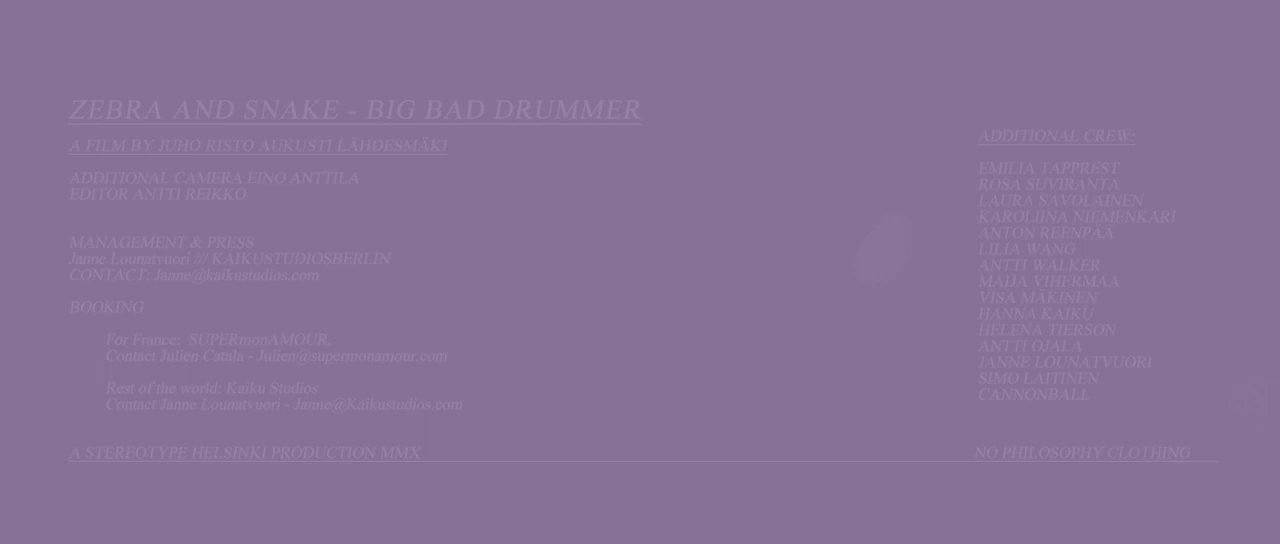 ZEBRA AND SNAKE - BIG BAD DRUMMER
A FILM BY JUHO RISTO AUKUSTI LÄHDESMÄKI
ADDITIONAL CAMERA EINO ANTTILA
EDITOR ANTTI REIKKO
MANAGEMENT & PRESS
Janne Lounatvuori /// KAIKUSTUDIOSBERLIN
CONTACT: Janne@kaikustudios.com
BOOKING
For France: SUPERmonAMOUR,
Contact Julien Catala - Julien@supermonamour.com
Rest of the world: Kaiku Studios
Contact Janne Lounatvuori - Janne@Kaikustudios.com
A STEREOTYPE HELSINKI PRODUCTION MMX
ADDITIONAL CREW:
EMILIA TAPPREST
ROSA SUVIRANTA
LAURA SAVOLAINEN
KAROLIINA NIEMENKARI
ANTON REENPÄÄ
LILIA WANG
ANTTI WALKER
MAIJA VIHERMAA
VISA MÄKINEN
HANNA KAIKU
HELENA TIERSON
ANTTI OJALA
JANNE LOUNATVUORI
SIMO LAITINEN
CANNONBALL
NO PHILOSOPHY CLOTHING